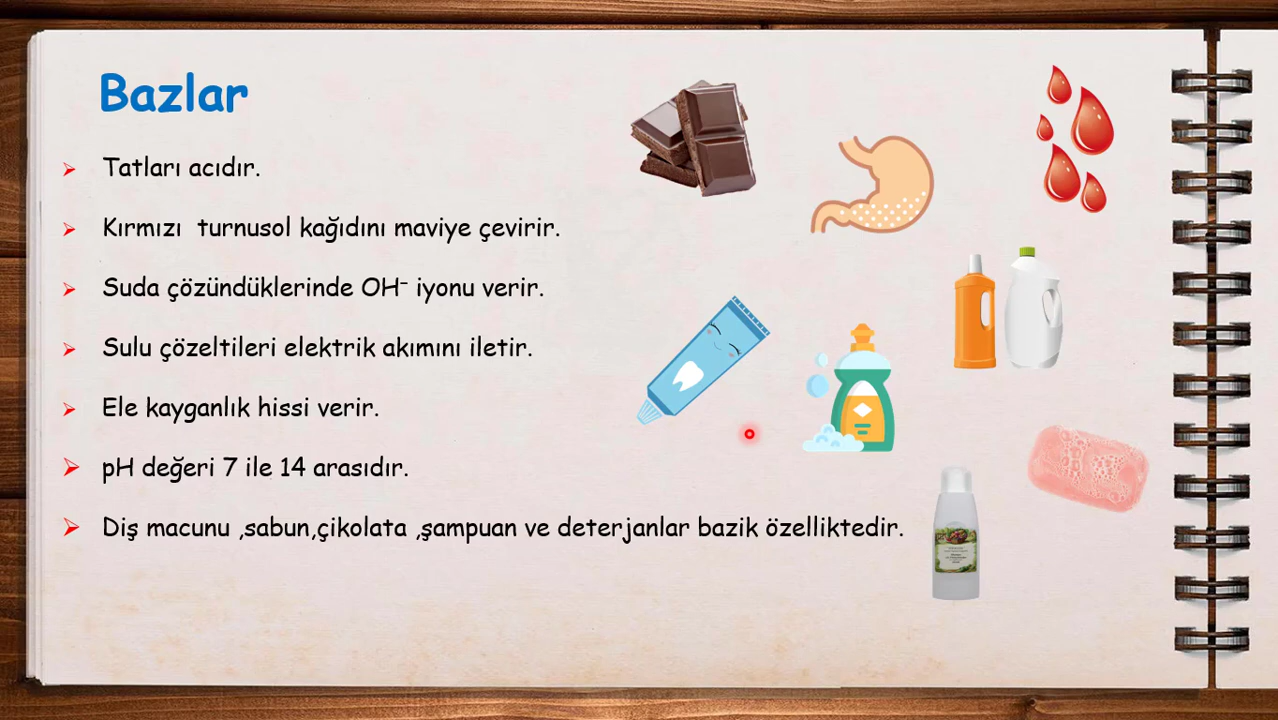 Bazlar
Tatları acıdır.
Kırmızı turnusol kağıdını maviye çevirir.
Suda çözündüklerinde OH⁻ iyonu verir.
Sulu çözeltileri elektrik akımını iletir.
Ele kayganlık hissi verir.
pH değeri 7 ile 14 arasıdır.
Diş macunu ,sabun,çikolata ,şampuan ve deterjanlar bazik özelliktedir.